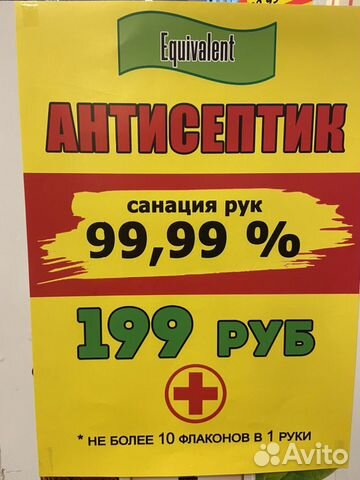 Equivalent
АНТИСЕПТИК
санация рук
99,99 %
199 РУБ
* НЕ БОЛЕЕ 10 ФЛАКОНОВ В 1 РУКИ
Avito